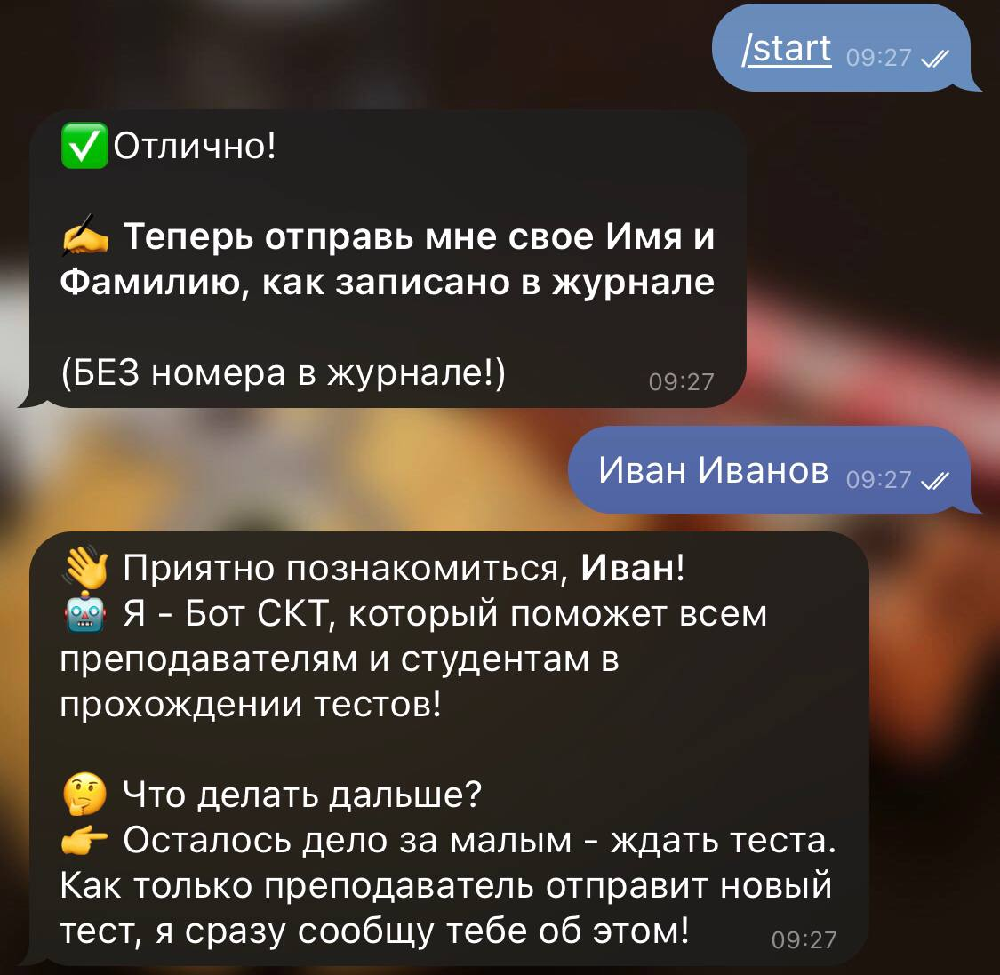 /start 09:27
✅Отлично!
✍️ Теперь отправь мне свое Имя и
Фамилию, как записано в журнале
(БЕЗ номера в журнале!) 09:27
Иван Иванов 09:27
👋 Приятно познакомиться, Иван!
🤖 Я - Бот СКТ, который поможет всем
преподавателям и студентам в
прохождении тестов!
🤔 Что делать дальше?
👉 Осталось дело за малым - ждать теста.
Как только преподаватель отправит новый
тест, я сразу сообщу тебе об этом! 09:27